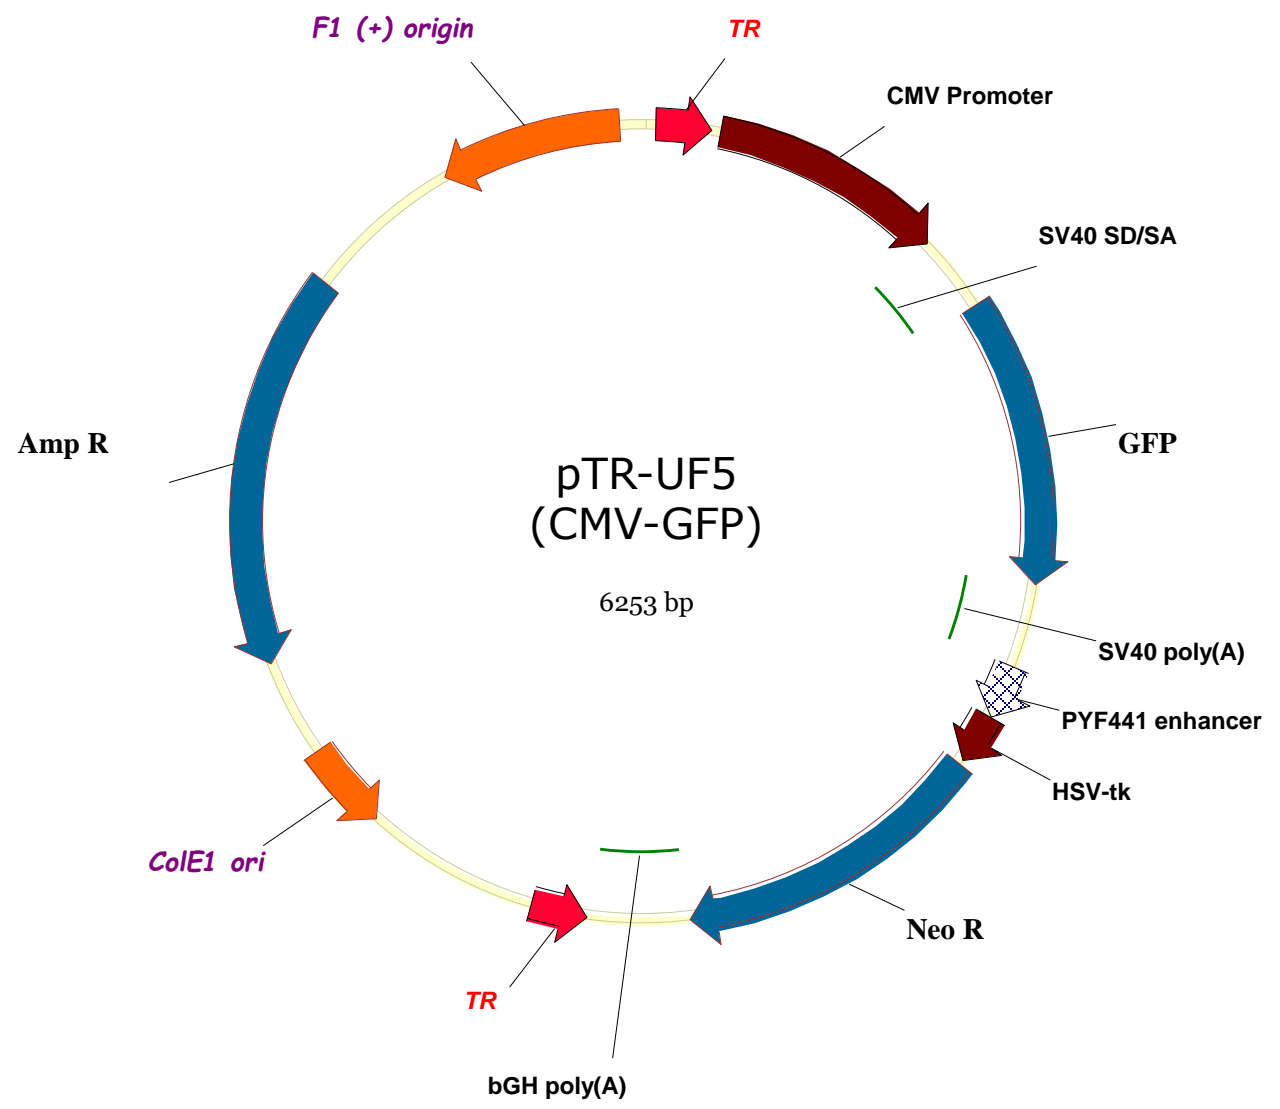 F1 (+) origin
TR
CMV Promoter
SV40 SD/SA
Amp R
GFP
pTR-UF5
(CMV-GFP)
6253 bp
SV40 poly(A)
PYF441 enhancer
HSV-tk
ColE1 ori
Neo R
TR
bGH poly(A)